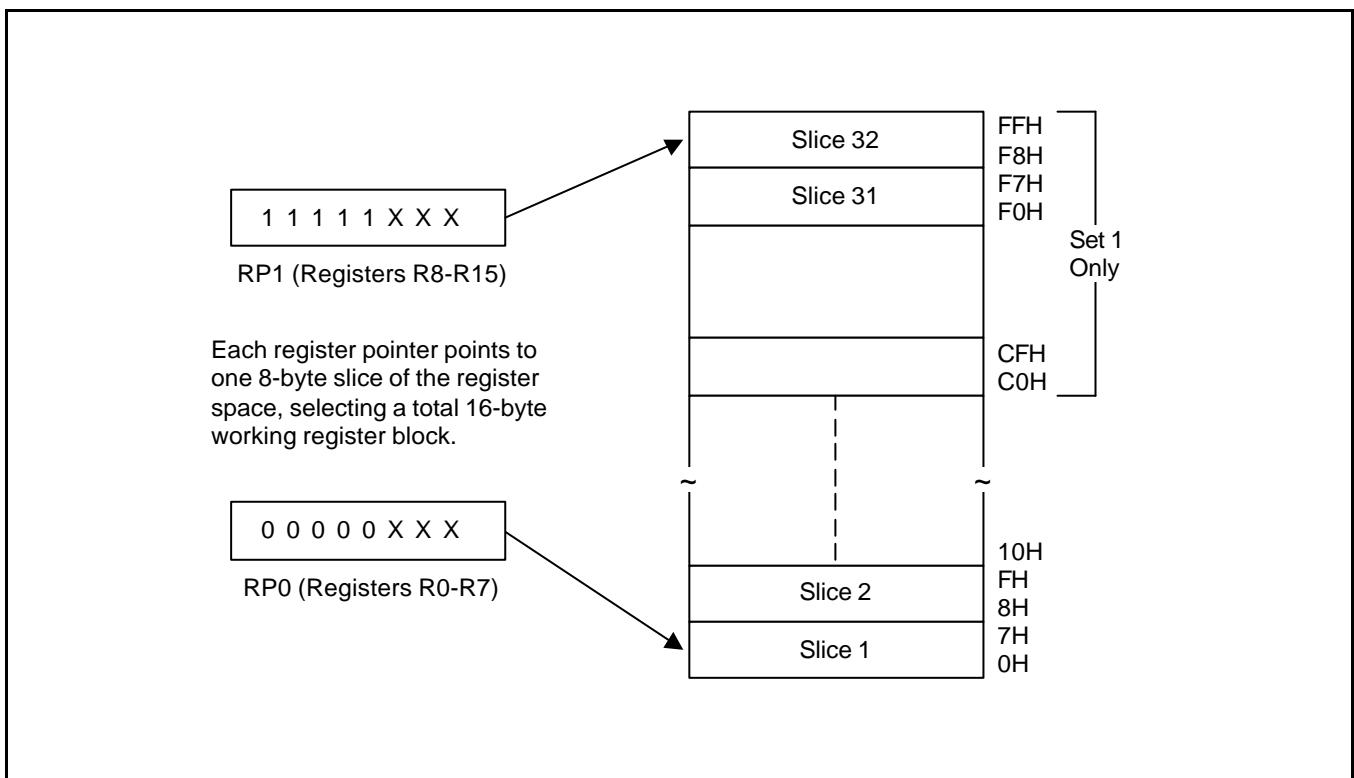 1 1 1 1 1 X X X
RP1 (Registers R8-R15)
Each register pointer points to
one 8-byte slice of the register
space, selecting a total 16-byte
working register block.
0 0 0 0 0 X X X
RP0 (Registers R0-R7)
Slice 32
Slice 31
Slice 2
Slice 1
FFH
F8H
F7H
F0H
CFH
C0H
~ ~
10H
FH
8H
7H
0H
Set 1
Only